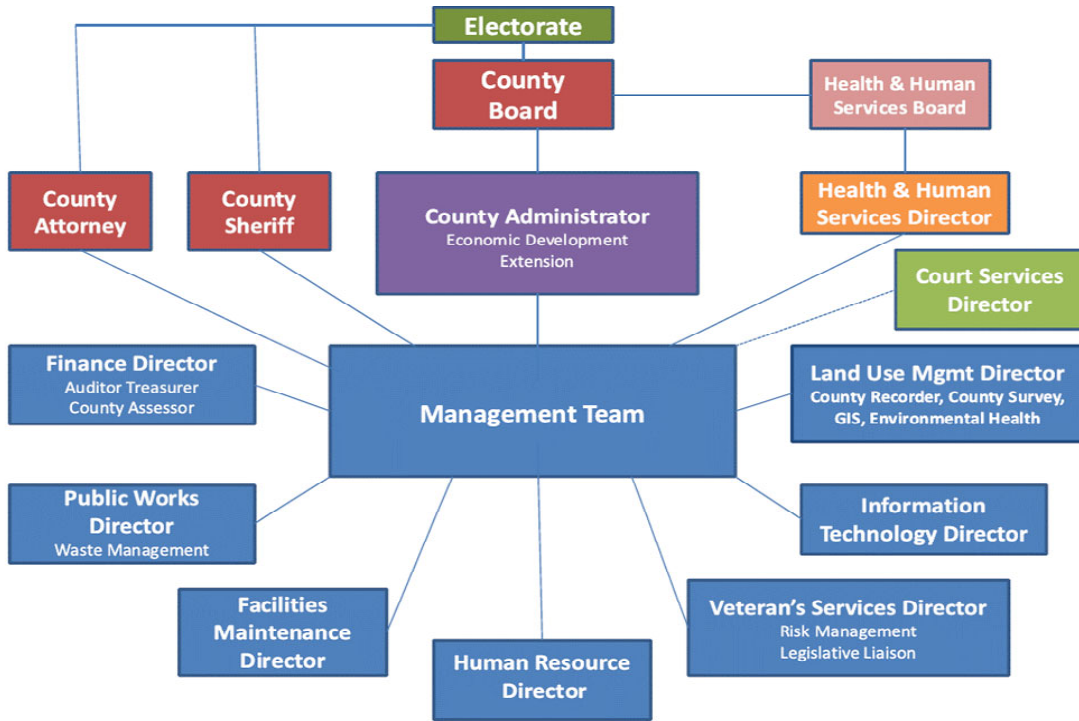 Electorate
County
Board
Health & Human
Services Board
County
Attorney
County
Sheriff
County Administrator
Economic Development
Extension
Health & Human
Services Director
Court Services
Director
Finance Director
Auditor Treasurer
County Assessor
Management Team
Land Use Mgmt Director
County Recorder, County Survey,
GIS, Environmental Health
Public Works
Director
Waste Management
Information
Technology Director
Facilities
Maintenance
Director
Human Resource
Director
Veteran’s Services Director
Risk Management
Legislative Liaison